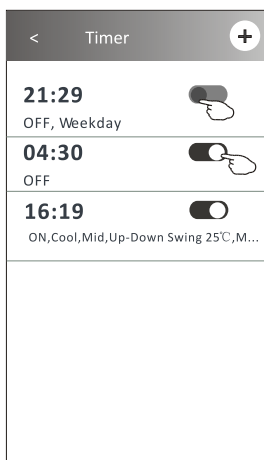 < Timer +
21:29
OFF, Weekday
04:30
OFF
16:19
ON,Cool,Mid,Up-Down Swing 25℃,M...